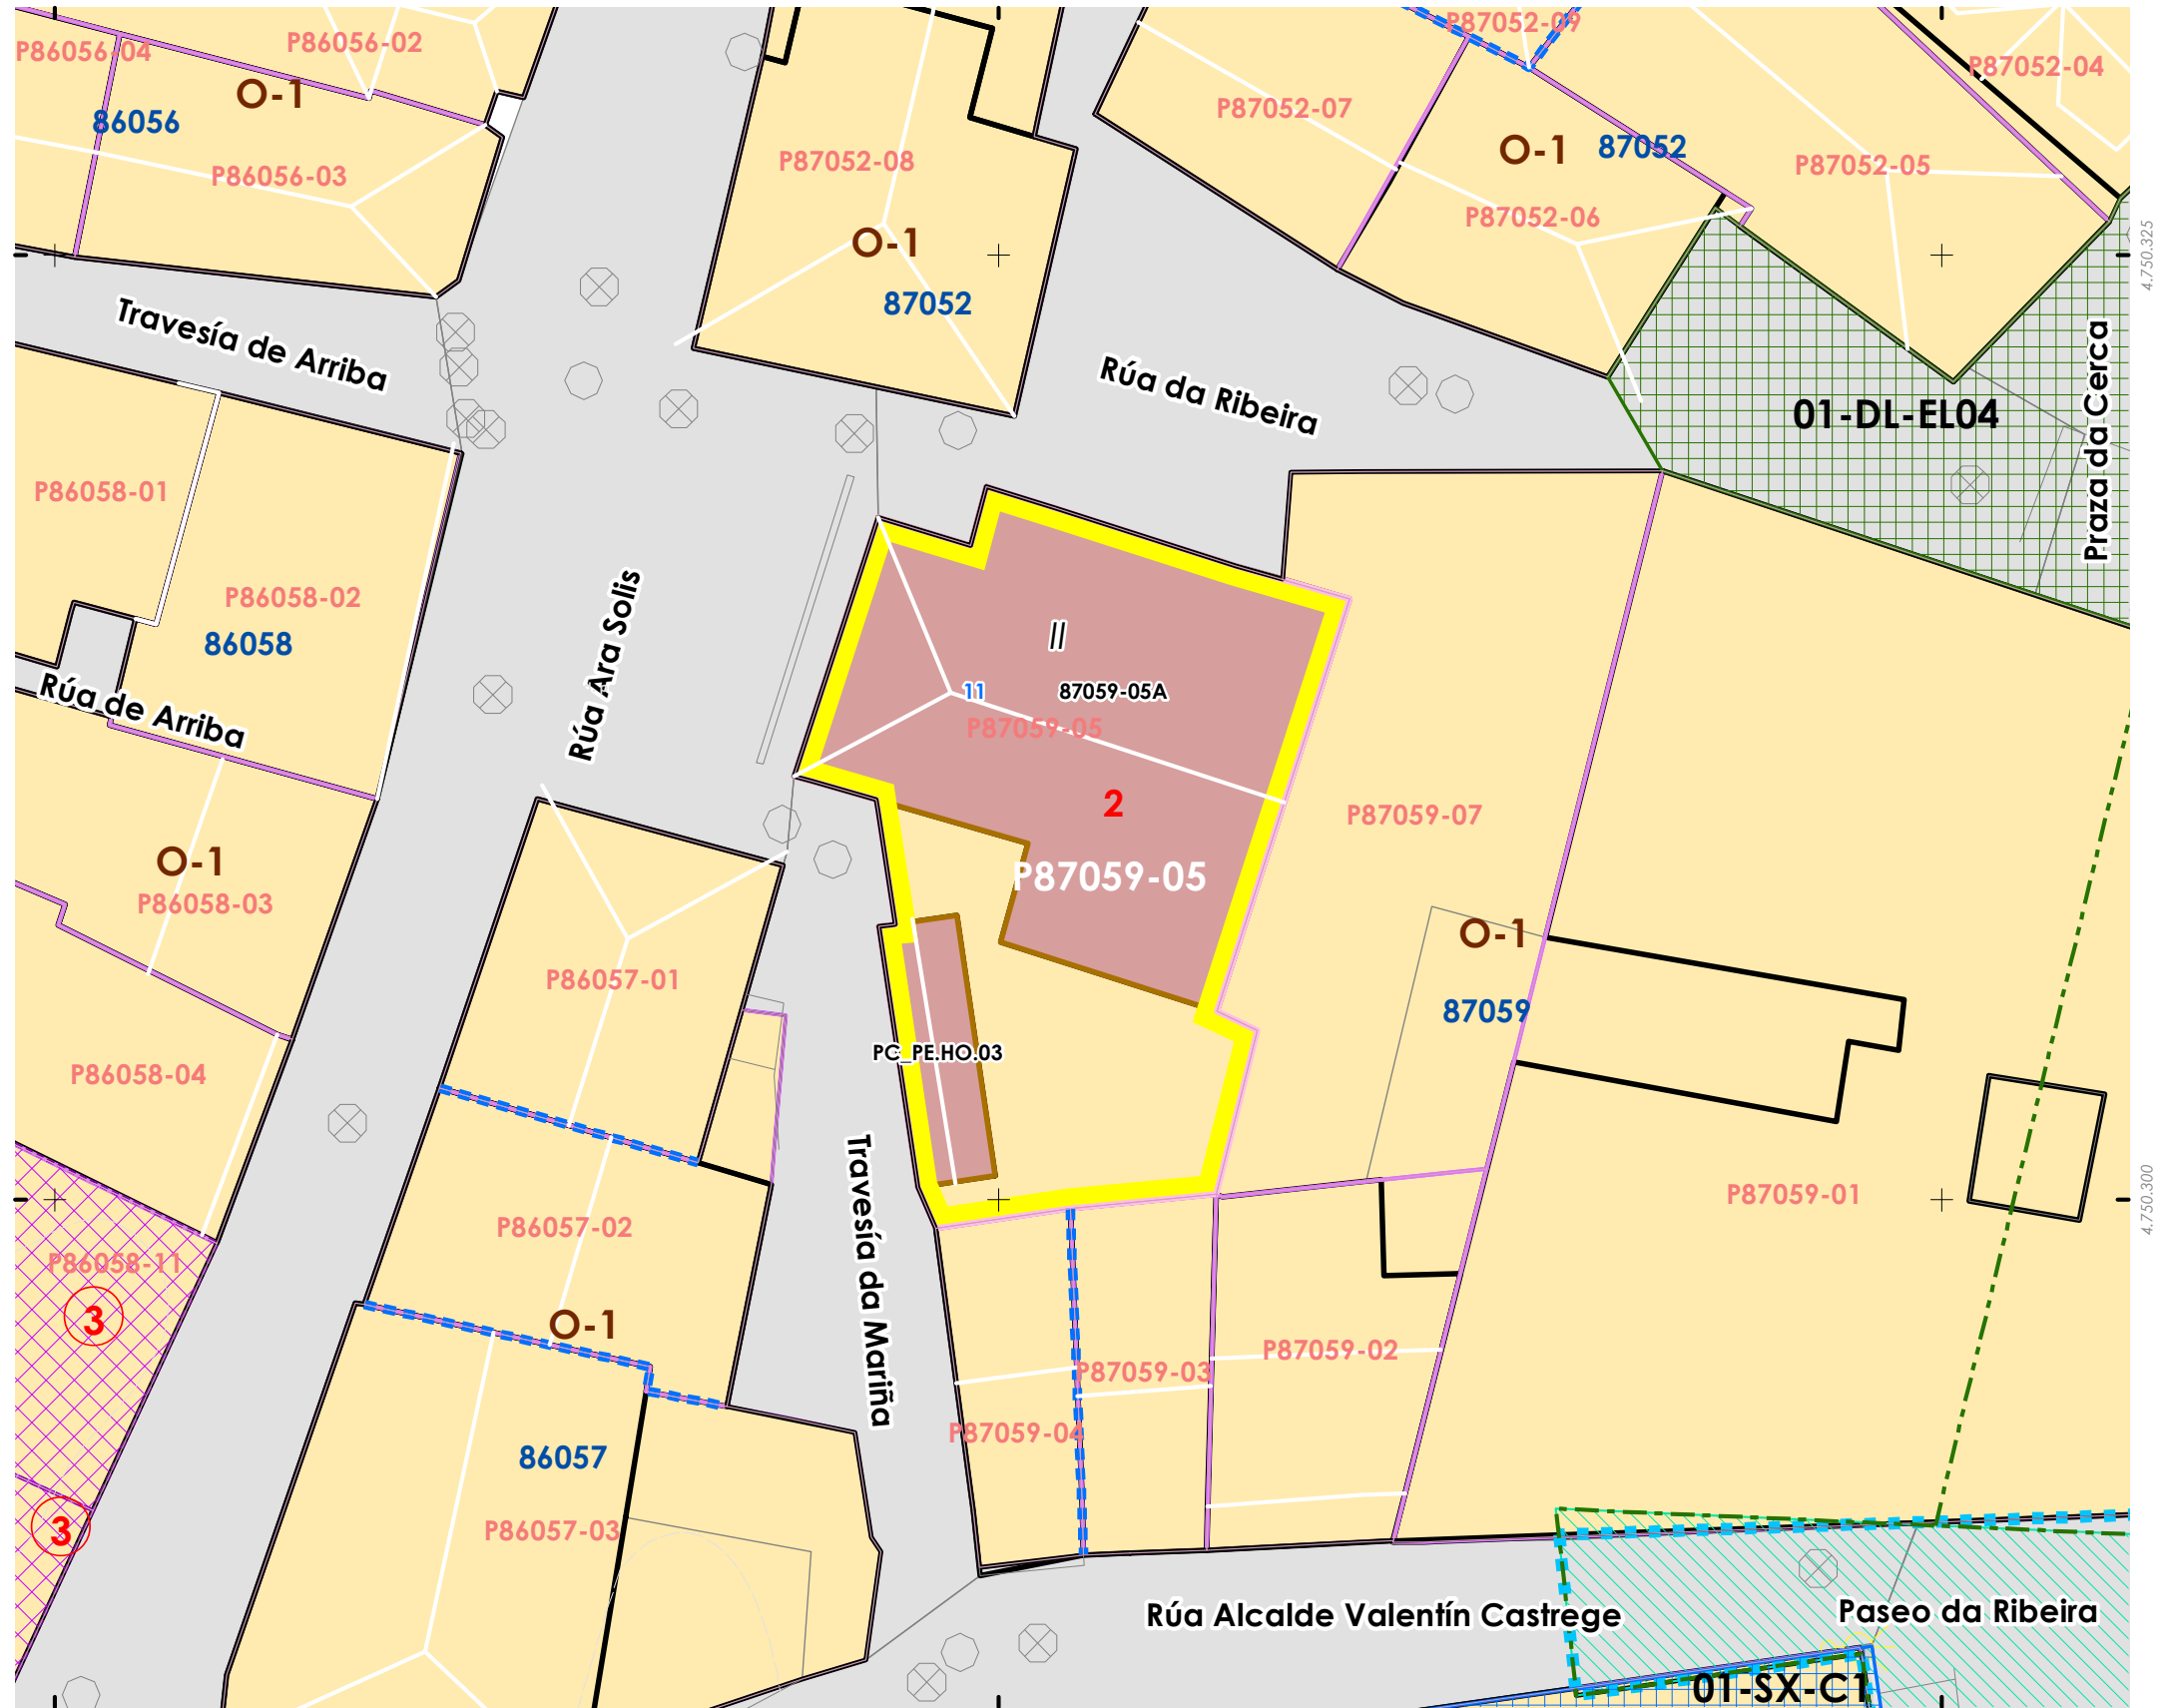 P87052-09
P86056-04
P86056-02
P87052-04
O-1
P87052-07
86056
O-1
87052
P87052-08
P87052-05
P86056-03
P87052-06
O-1
4.750.325
87052
Travesía de Arriba
Rúa da Ribeira
01-DL-EL04
Praza da Cerca
P86058-01
P86058-02
86058
II
Rúa Ara Solis
11
87059-05A
P87059-05
Rúa de Arriba
2
P87059-07
O-1
P87059-05
P86058-03
O-1
P86057-01
87059
PC_PE.HO.03
P86058-04
P87059-01
4.750.300
P86057-02
P86058-11
Travesía da Mariña
3
O-1
P87059-02
P87059-03
P87059-04
86057
3
P86057-03
Rúa Alcalde Valentín Castrege
Paseo da Ribeira
01-SX-C1